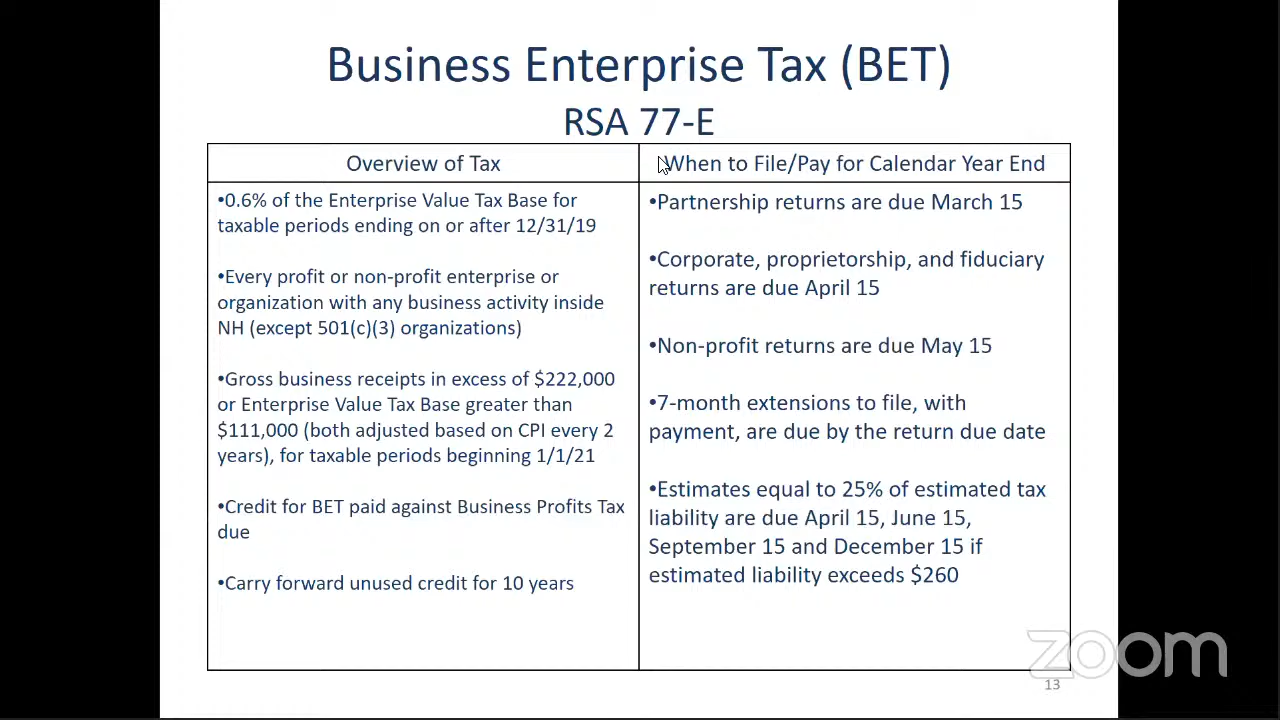 Business Enterprise Tax (BET)
RSA 77-E
Overview of Tax
•0.6% of the Enterprise Value Tax Base for
taxable periods ending on or after 12/31/19
•Every profit or non-profit enterprise or
organization with any business activity inside
NH (except 501(c)(3) organizations)
•Gross business receipts in excess of $222,000
or Enterprise Value Tax Base greater than
$111,000 (both adjusted based on CPI every 2
years), for taxable periods beginning 1/1/21
•Credit for BET paid against Business Profits Tax
due
•Carry forward unused credit for 10 years
When to File/Pay for Calendar Year End
•Partnership returns are due March 15
•Corporate, proprietorship, and fiduciary
returns are due April 15
•Non-profit returns are due May 15
•7-month extensions to file, with
payment, are due by the return due date
•Estimates equal to 25% of estimated tax
liability are due April 15, June 15,
September 15 and December 15 if
estimated liability exceeds $260
zoom
13